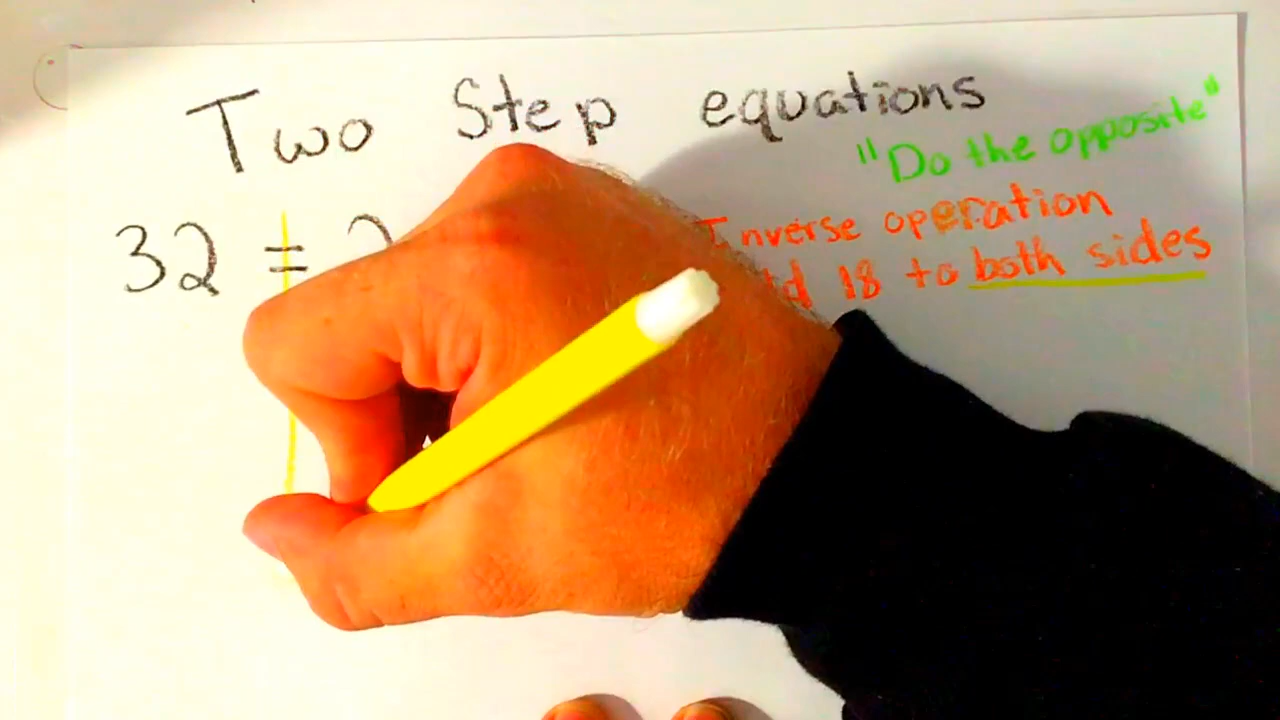 Two Step equations
"Do the opposite"
32 =
Inverse operation
18 to both sides